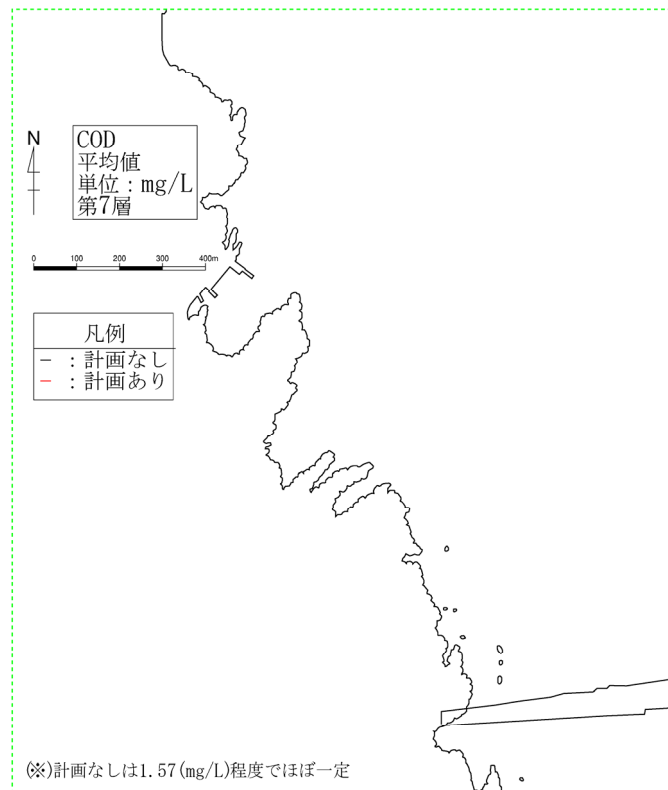 N
COD
平均値
単位：mg/L
第7層
0 100 200 300 400m
凡例
－ ：計画なし
－ ：計画あり
(※)計画なしは1.57(mg/L)程度でほぼ一定